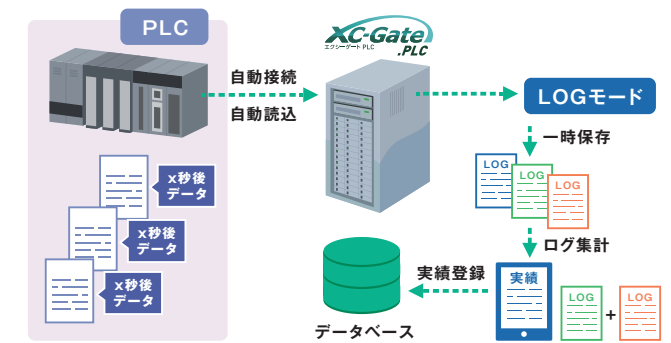 PLC
XC-Gate
エクシーゲート PLC
.PLC
自動接続
自動読込
LOGモード
一時保存
LOG
LOG
LOG
x秒後
データ
x秒後
データ
x秒後
データ
ログ集計
実績登録
実績
LOG
+
LOG
データベース